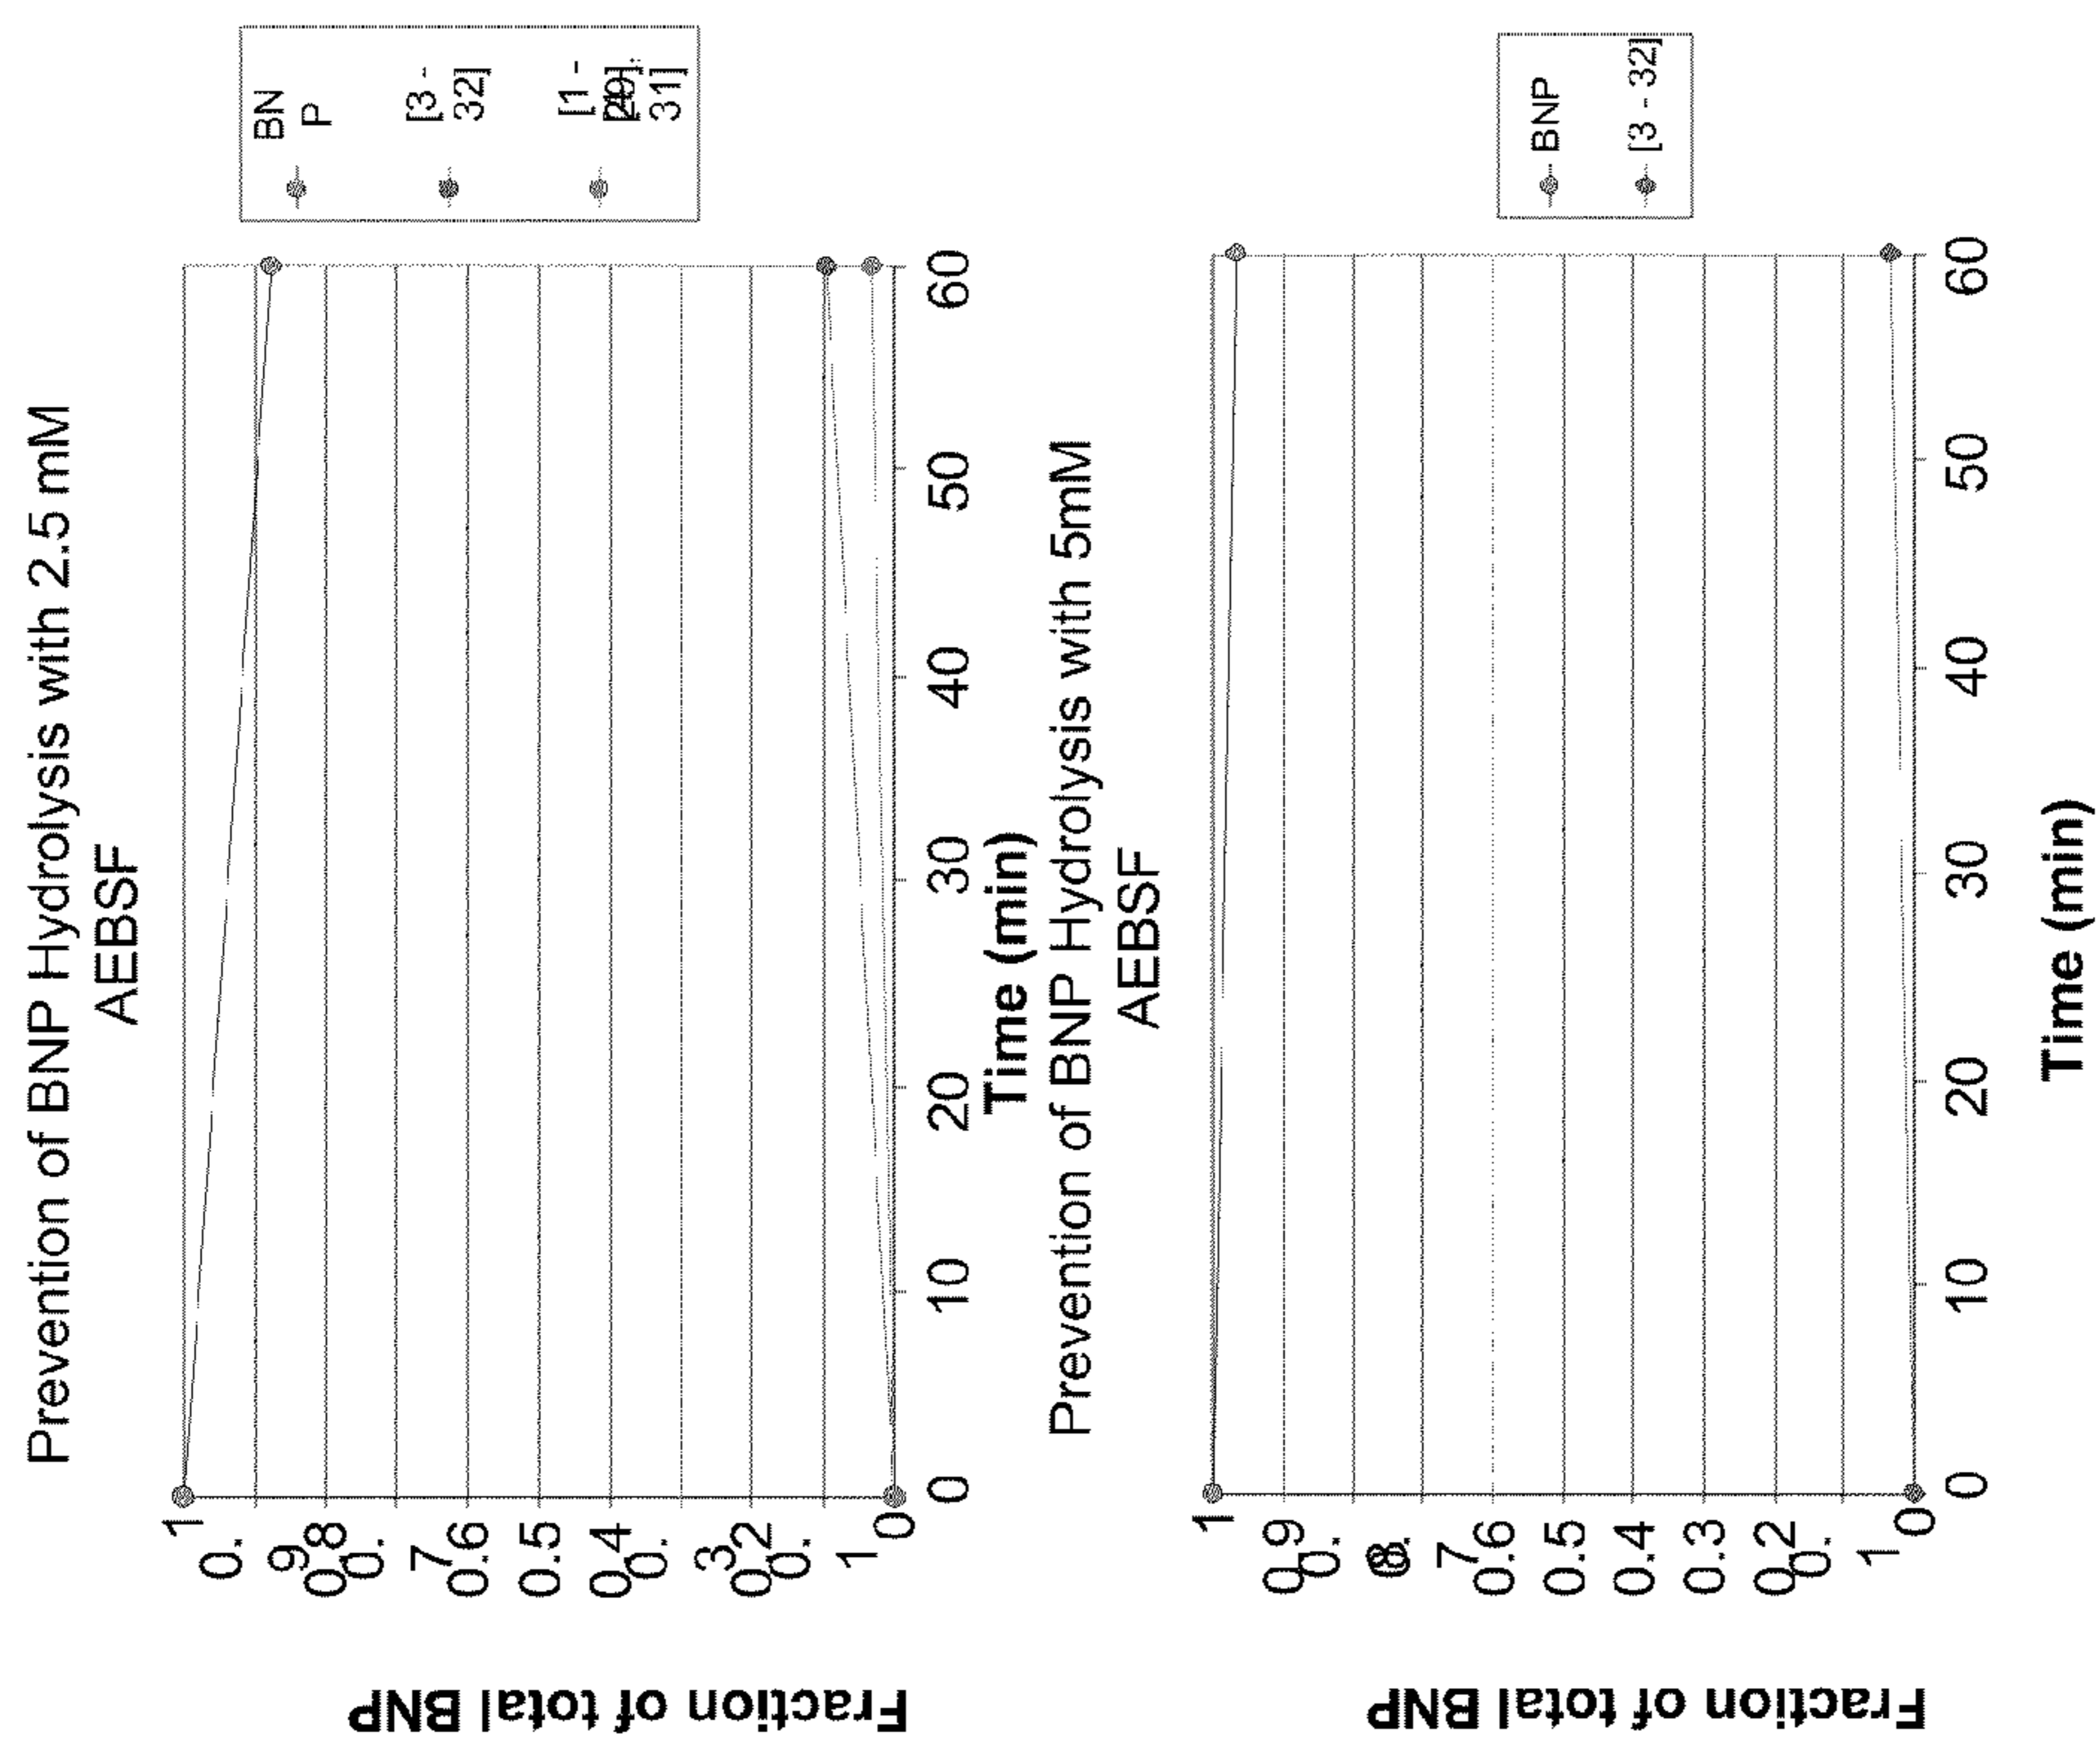 Prevention of BNP Hydrolysis with 2.5 mM
AEBSF
Fraction of total BNP
1
0.
9
0.8
0.
7
0.6
0.5
0.4
0.
3
0.2
0.
1
0
0 10 20 30 40 50 60
Time (min)
BN
P
[3 -
32]
[1 -
31]
Prevention of BNP Hydrolysis with 5mM
AEBSF
Fraction of total BNP
1
0.9
0.
7
0.6
0.5
0.4
0.3
0.2
0.
1
0
0 10 20 30 40 50 60
Time (min)
BNP
[3 - 32]